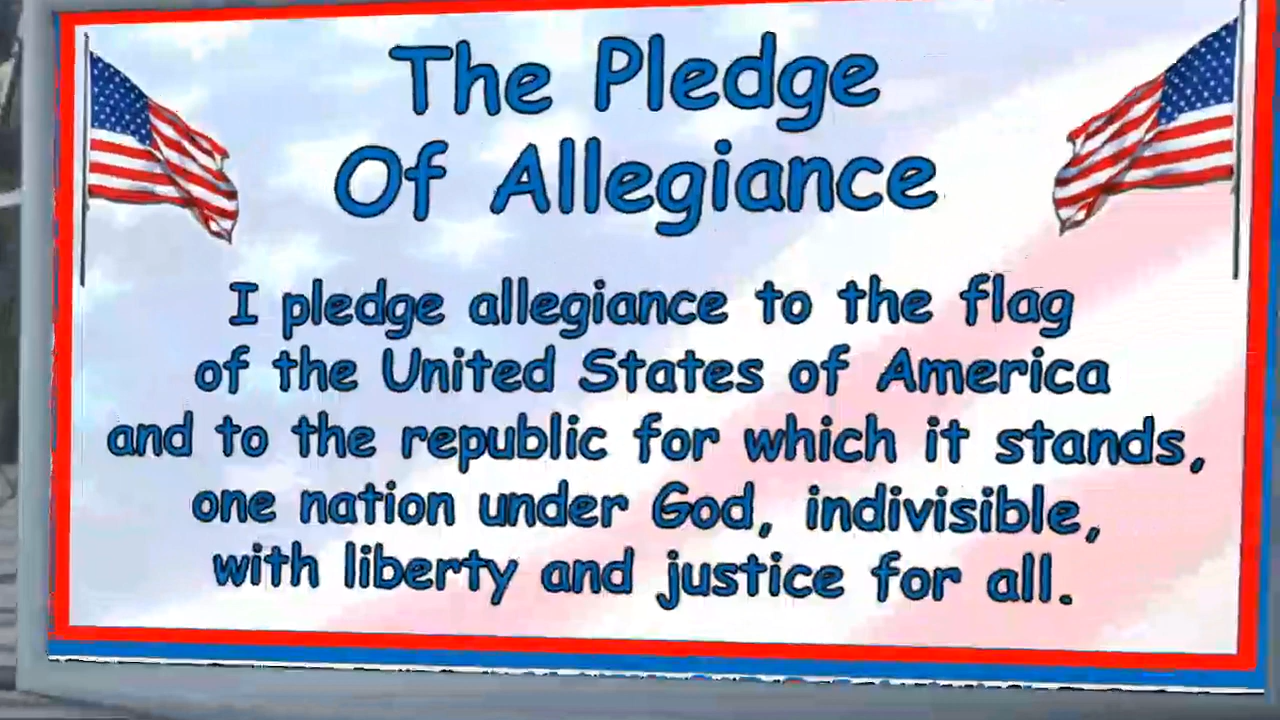 The Pledge
Of Allegiance
I pledge allegiance to the flag
of the United States of America
and to the republic for which it stands,
one nation under God, indivisible,
with liberty and justice for all.